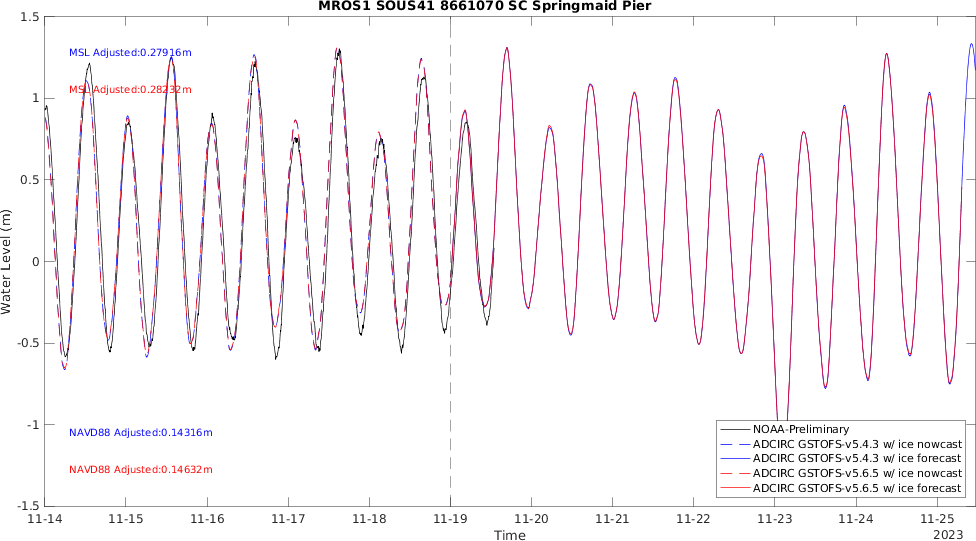 MROS1 SOUS41 8661070 SC Springmaid Pier
1.5
1
0.5
0
-0.5
-1
-1.5
Water Level (m)
MSL Adjusted:0.27916m
MSL Adjusted:0.28232m
NAVD88 Adjusted:0.14316m
NAVD88 Adjusted:0.14632m
NOAA-Preliminary
ADCIRC GSTOFS-v5.4.3 w/ ice nowcast
ADCIRC GSTOFS-v5.4.3 w/ ice forecast
ADCIRC GSTOFS-v5.6.5 w/ ice nowcast
ADCIRC GSTOFS-v5.6.5 w/ ice forecast
11-14 11-15 11-16 11-17 11-18 11-19 11-20 11-21 11-22 11-23 11-24 11-25
Time
2023